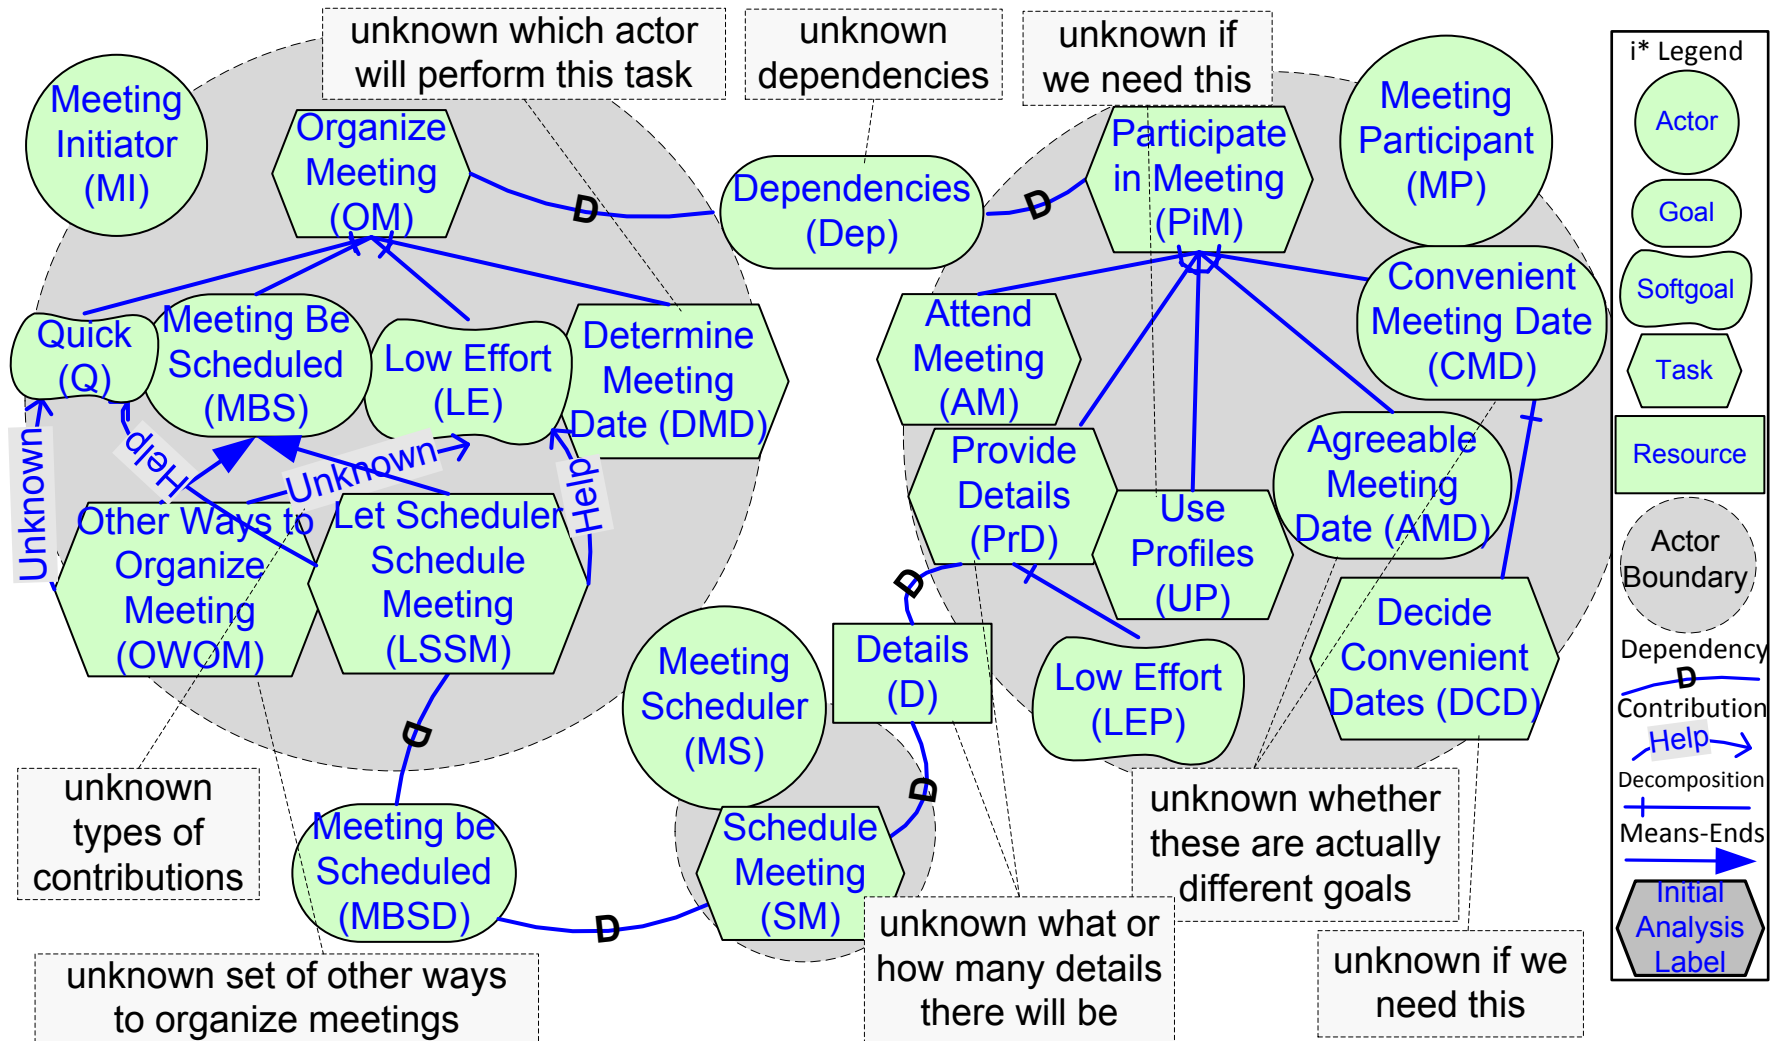 unknown which actor
will perform this task
unknown
dependencies
unknown if
we need this
Meeting
Initiator
(MI)
Organize
Meeting
(OM)
D
Dependencies
(Dep)
D
Participate
in Meeting
(PiM)
Meeting
Participant
(MP)
Quick
(Q)
Meeting Be
Scheduled
(MBS)
Low Effort
(LE)
Determine
Meeting
Date (DMD)
Attend
Meeting
(AM)
Convenient
Meeting Date
(CMD)
Unknown
Help
Unknown
Help
Provide
Details
(PrD)
Use
Profiles
(UP)
Agreeable
Meeting
Date (AMD)
Other Ways to
Organize
Meeting
(OWOM)
Let Scheduler
Schedule
Meeting
(LSSM)
D
Details
(D)
Decide
Convenient
Dates (DCD)
Low Effort
(LEP)
Meeting
Scheduler
(MS)
D
D
unknown
types of
contributions
Meeting be
Scheduled
(MBSD)
D
Schedule
Meeting
(SM)
unknown whether
these are actually
different goals
unknown set of other ways
to organize meetings
unknown what or
how many details
there will be
unknown if we
need this
i* Legend
Actor
Goal
Softgoal
Task
Resource
Actor
Boundary
Dependency
D
Contribution
Help
Decomposition
Means-Ends
Initial
Analysis
Label